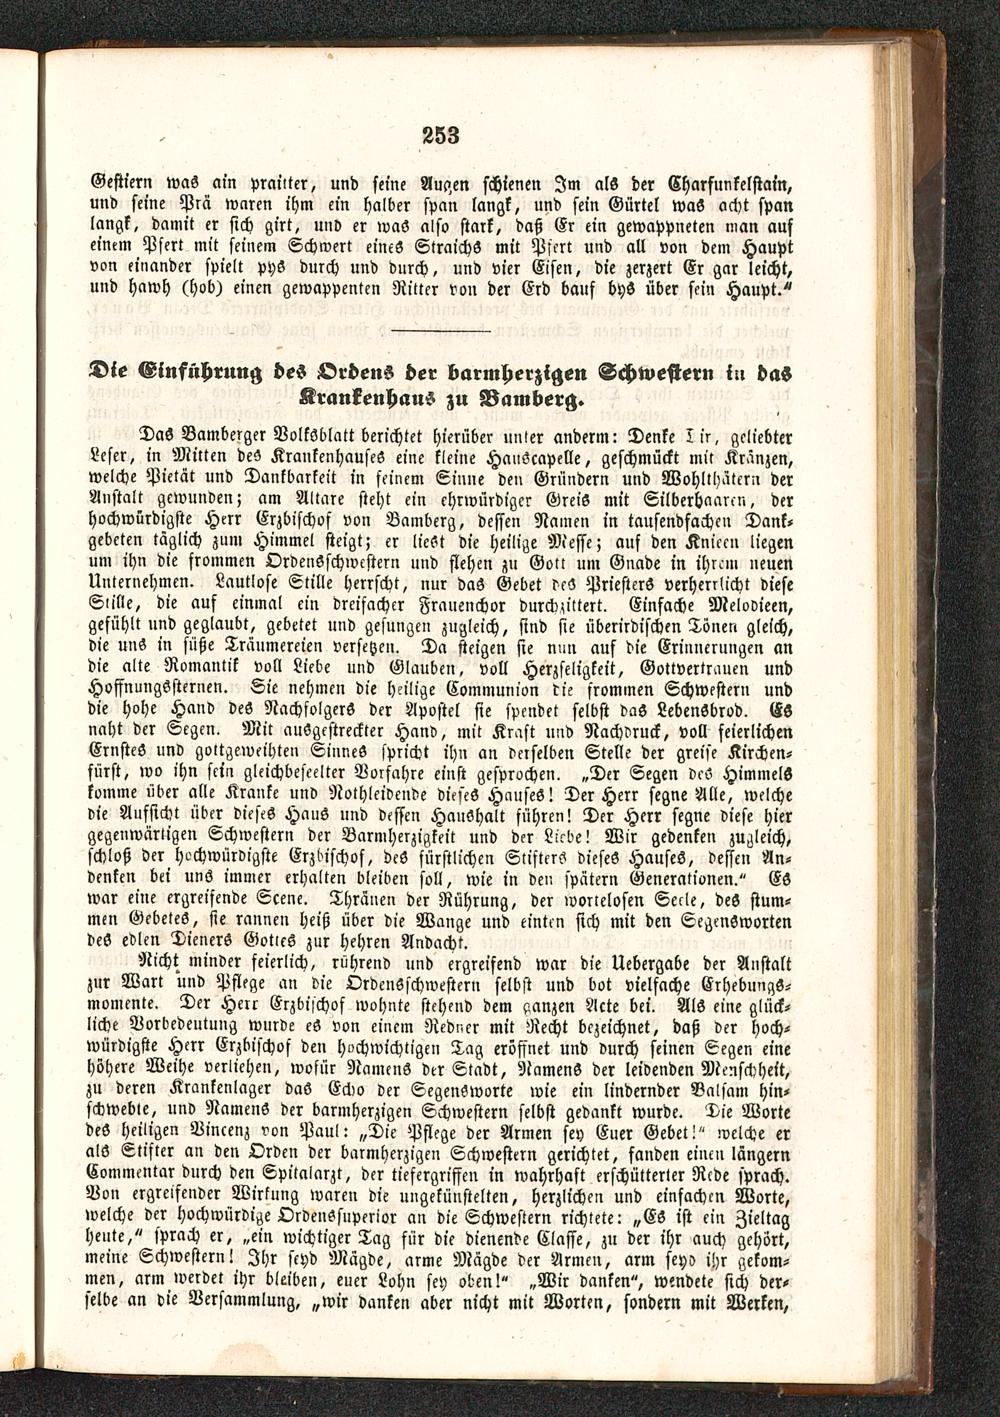 253
Gestiern was ain praitter, und seine Augen schienen Im als der Charfunkelstain,
und seine Prä waren ihm ein halber span langk, und sein Gürtel was acht span
langk, damit er sich girt, und er was also stark, daß Er ein gewappneten man auf
einem Pfert mit seinem Schwert eines Straichs mit Pfert und all von dem Haupt
von einander spielt pys durch und durch, und vier Eisen, die zerzert Er gar leicht,
und hawh (hob) einen gewappenten Ritter von der Erd bauf bys über sein Haupt.“
Die Einführung des Ordens der barmherzigen Schwestern in das
Krankenhaus zu Bamberg.
Das Bamberger Volksblatt berichtet hierüber unter anderm: Denke Dir, geliebter
Leser, in Mitten des Krankenhauses eine kleine Hauscapelle, geschmückt mit Kränzen,
welche Pietät und Dankbarkeit in feinem Sinne den Gründern und Wohlthätern der
Anstalt gewunden; am Altare steht ein ehrwürdiger Greis mit Silberhaaren, der
hochwürdigste Herr Erzbischof von Bamberg, dessen Namen in tausendfachen Dank-
gebeten täglich zum Himmel steigt; er liest die heilige Messe; auf den Knieen liegen
um ihn die frommen Ordensschwestern und flehen zu Gott um Gnade in ihrem neuen
Unternehmen. Lautlose Stille herrscht, nur das Gebet des Priesters verherrlicht diese
Stille, die auf einmal ein dreifacher Frauenchor durchzittert. Einfache Melodieen,
gefühlt und geglaubt, gebetet und gesungen zugleich, sind sie überirdischen Tönen gleich,
die uns in süße Träumereien versetzen. Da steigen sie nun auf die Erinnerungen an
die alte Romantik voll Liebe und Glauben, voll Herzseligkeit, Gottvertrauen und
Hoffnungssternen. Sie nehmen die heilige Communion die frommen Schwestern und
die hohe Hand des Nachfolgers der Apostel sie spendet selbst das Lebensbrod. Es
naht der Segen. Mit ausgestreckter Hand, mit Kraft und Nachdruck, voll feierlichen
Ernstes und gottgeweihten Sinnes spricht ihn an derselben Stelle der greise Kirchen-
fürst, wo ihn sein gleichbeseelter Vorfahre einst gesprochen. „Der Segen des Himmels
komme über alle Kranke und Nothleidende dieses Hauses! Der Herr segne Alle, welche
die Aufsicht über dieses Haus und dessen Haushalt führen! Der Herr segne diese hier
gegenwärtigen Schwestern der Barmherzigkeit und der Liebe! Wir gedenken zugleich,
schloß der hochwürdigste Erzbischof, des fürstlichen Stifters dieses Hauses, dessen An-
denken bei uns immer erhalten bleiben soll, wie in den spätern Generationen.“ Es
war eine ergreifende Scene. Thränen der Rührung, der wortelosen Seele, des stum-
men Gebetes, sie rannen heiß über die Wange und einten sich mit den Segensworten
des edlen Dieners Gottes zur hehren Andacht.
Nicht minder feierlich, rührend und ergreifend war die Uebergabe der Anstalt
zur Wart und Pflege an die Ordensschwestern selbst und bot vielfache Erhebungs-
momente. Der Herr Erzbischof wohnte stehend dem ganzen Acte bei. Als eine glück-
liche Vorbedeutung wurde es von einem Redner mit Recht bezeichnet, daß der hoch-
würdigste Herr Erzbischof den hochwichtigen Tag eröffnet und durch seinen Segen eine
höhere Weihe verliehen, wofür Namens der Stadt, Namens der leidenden Menschheit,
zu deren Krankenlager das Echo der Segensworte wie ein lindernder Balsam hin-
schwebte, und Namens der barmherzigen Schwestern selbst gedankt wurde. Die Worte
des heiligen Vincenz von Paul: „Die Pflege der Armen sey Euer Gebet!“ welche er
als Stifter an den Orden der barmherzigen Schwestern gerichtet, fanden einen längern
Commentar durch den Spitalarzt, der tiefergriffen in wahrhaft erschütterter Rede sprach.
Von ergreifender Wirkung waren die ungekünstelten, herzlichen und einfachen Worte,
welche der hochwürdige Ordenssuperior an die Schwestern richtete: „Es ist ein Zieltag
heute,“ sprach er, „ein wichtiger Tag für die dienende Classe, zu der ihr auch gehört,
meine Schwestern! Ihr seyd Mägde, arme Mägde der Armen, arm seyd ihr gekom-
men, arm werdet ihr bleiben, euer Lohn sey oben!“ „Wir danken“, wendete sich der-
selbe an die Versammlung, „wir danken aber nicht mit Worten, sondern mit Werken,